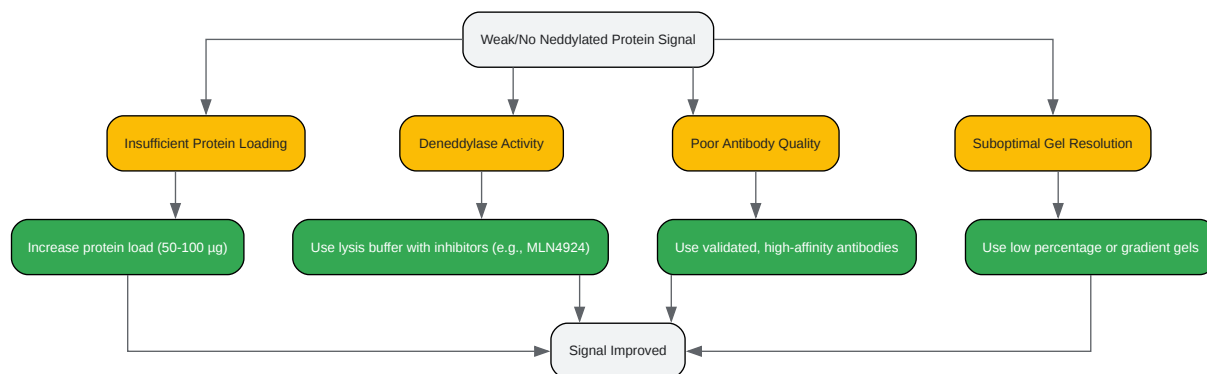 Weak/No Neddylated Protein Signal
Insufficient Protein Loading
Deneddylase Activity
Poor Antibody Quality
Suboptimal Gel Resolution
Increase protein load (50-100 µg)
Use lysis buffer with inhibitors (e.g., MLN4924)
Use validated, high-affinity antibodies
Use low percentage or gradient gels
Signal Improved